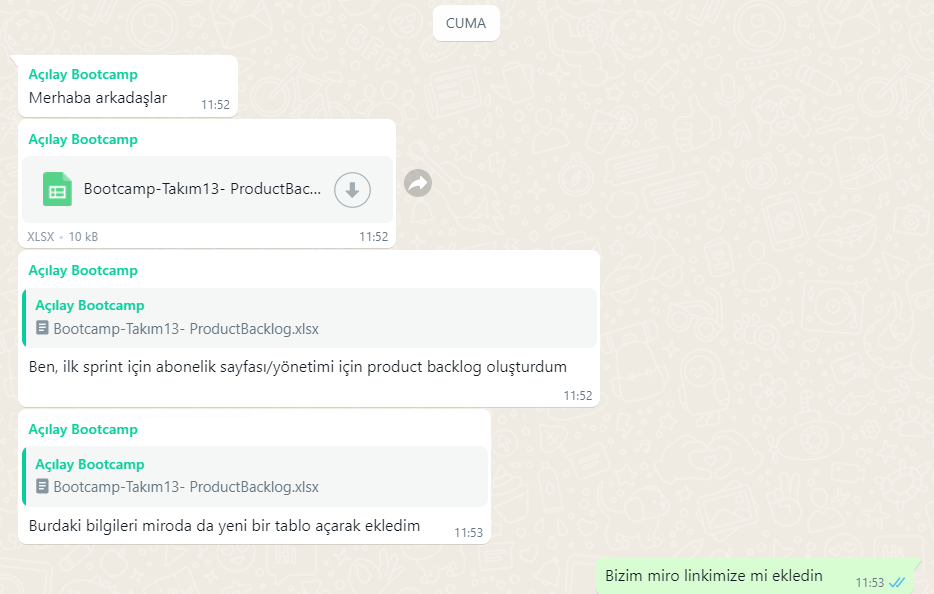 CUMA
Açılay Bootcamp
Merhaba arkadaşlar
11:52
Açılay Bootcamp
Bootcamp-Takım13- ProductBac...
XLSX • 10 kB
11:52
Açılay Bootcamp
Açılay Bootcamp
Bootcamp-Takım13- ProductBacklog.xlsx
Ben, ilk sprint için abonelik sayfası/yönetimi için product backlog oluşturdum
11:52
Açılay Bootcamp
Açılay Bootcamp
Bootcamp-Takım13- ProductBacklog.xlsx
Burdaki bilgileri miroda da yeni bir tablo açarak ekledim
11:53
Bizim miro linkimize mi ekledin
11:53